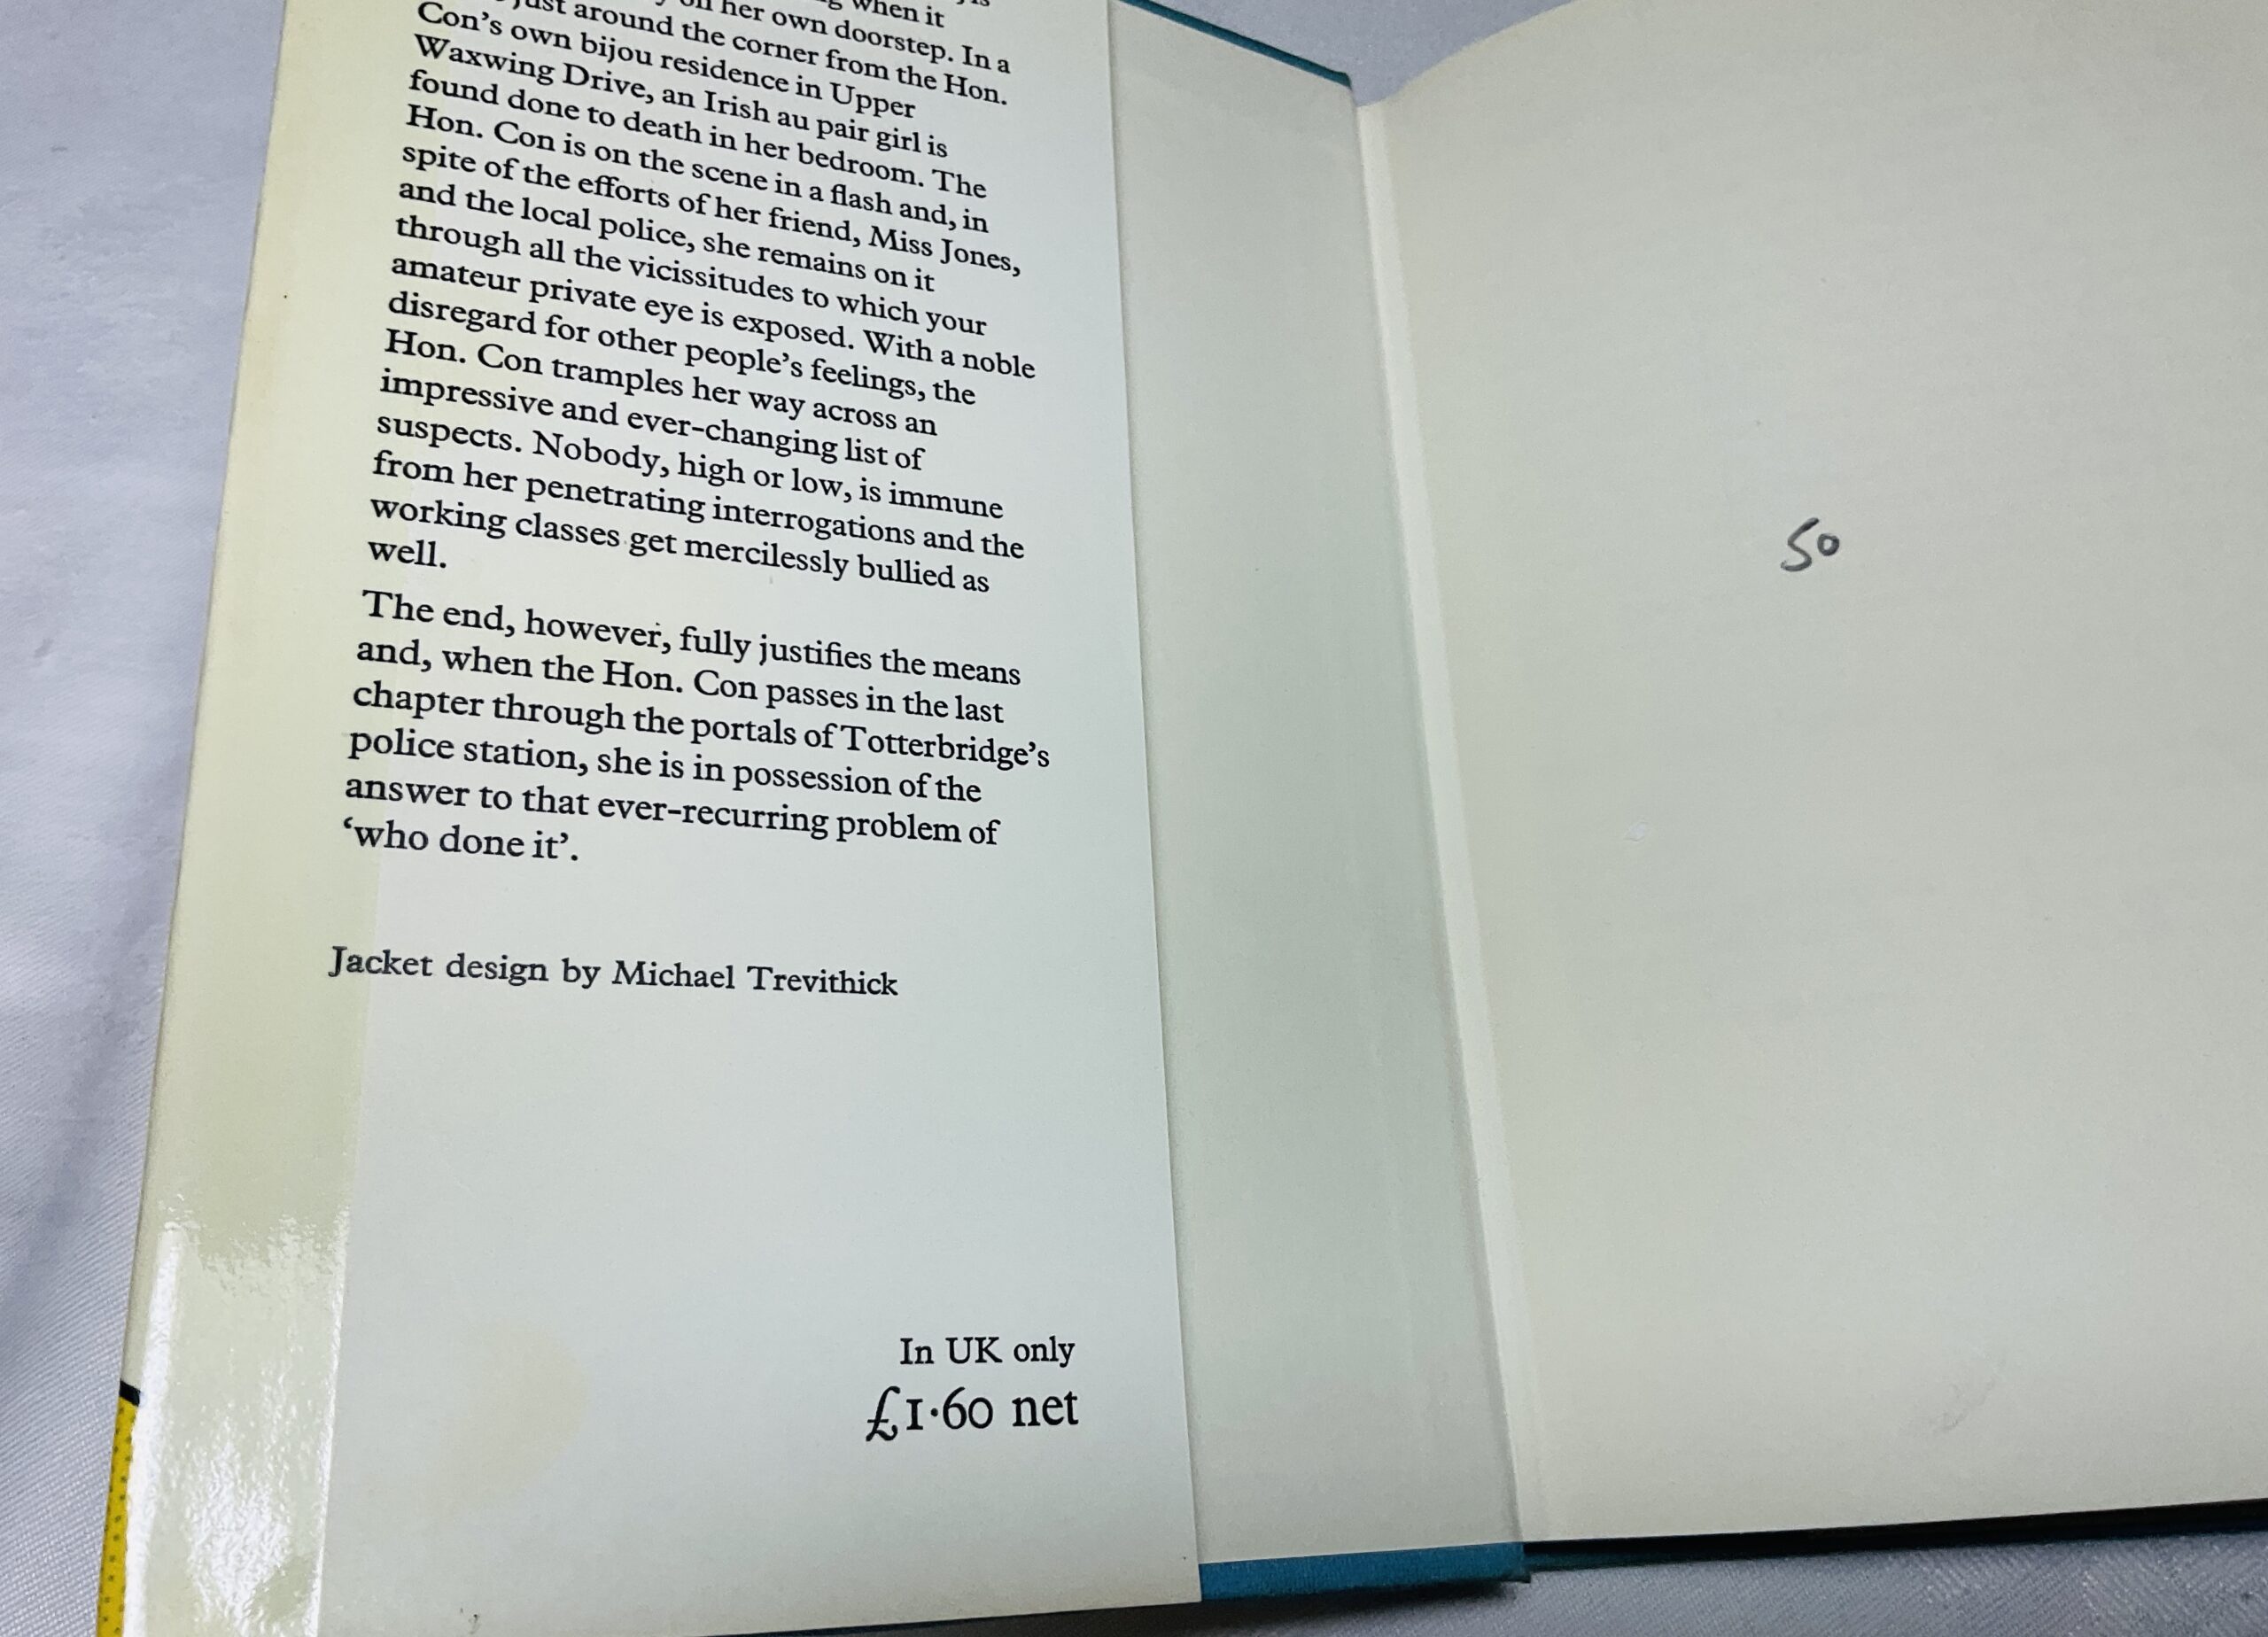 when it
her own doorstep. In a
just around the corner from the Hon.
Con's own bijou residence in Upper
Waxwing Drive, an Irish au pair girl is
found done to death in her bedroom. The
Hon. Con is on the scene in a flash and, in
spite of the efforts of her friend, Miss Jones,
and the local police, she remains on it
through all the vicissitudes to which your
amateur private eye is exposed. With a noble
disregard for other people's feelings, the
Hon. Con tramples her way across an
impressive and ever-changing list of
suspects. Nobody, high or low, is immune
from her penetrating interrogations and the
working classes get mercilessly bullied as
well.
The end, however, fully justifies the means
and, when the Hon. Con passes in the last
chapter through the portals of Totterbridge's
police station, she is in possession of the
answer to that ever-recurring problem of
‘who done it’.
Jacket design by Michael Trevithick
In UK only
£1·60 net
50